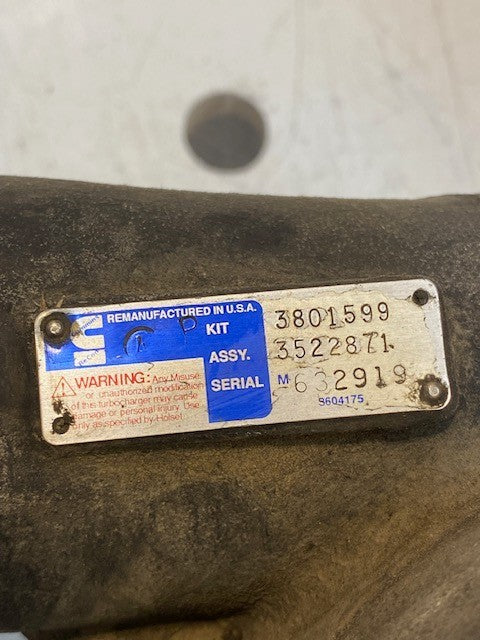 REMANUFACTURED IN U.S.A.
KIT 3801599
ASSY. 3522871
SERIAL M 632919
3604175
WARNING: Any Misuse
or unauthorized modification
of this turbocharger may cause
damage or personal injury. Use
only as specified by Holset